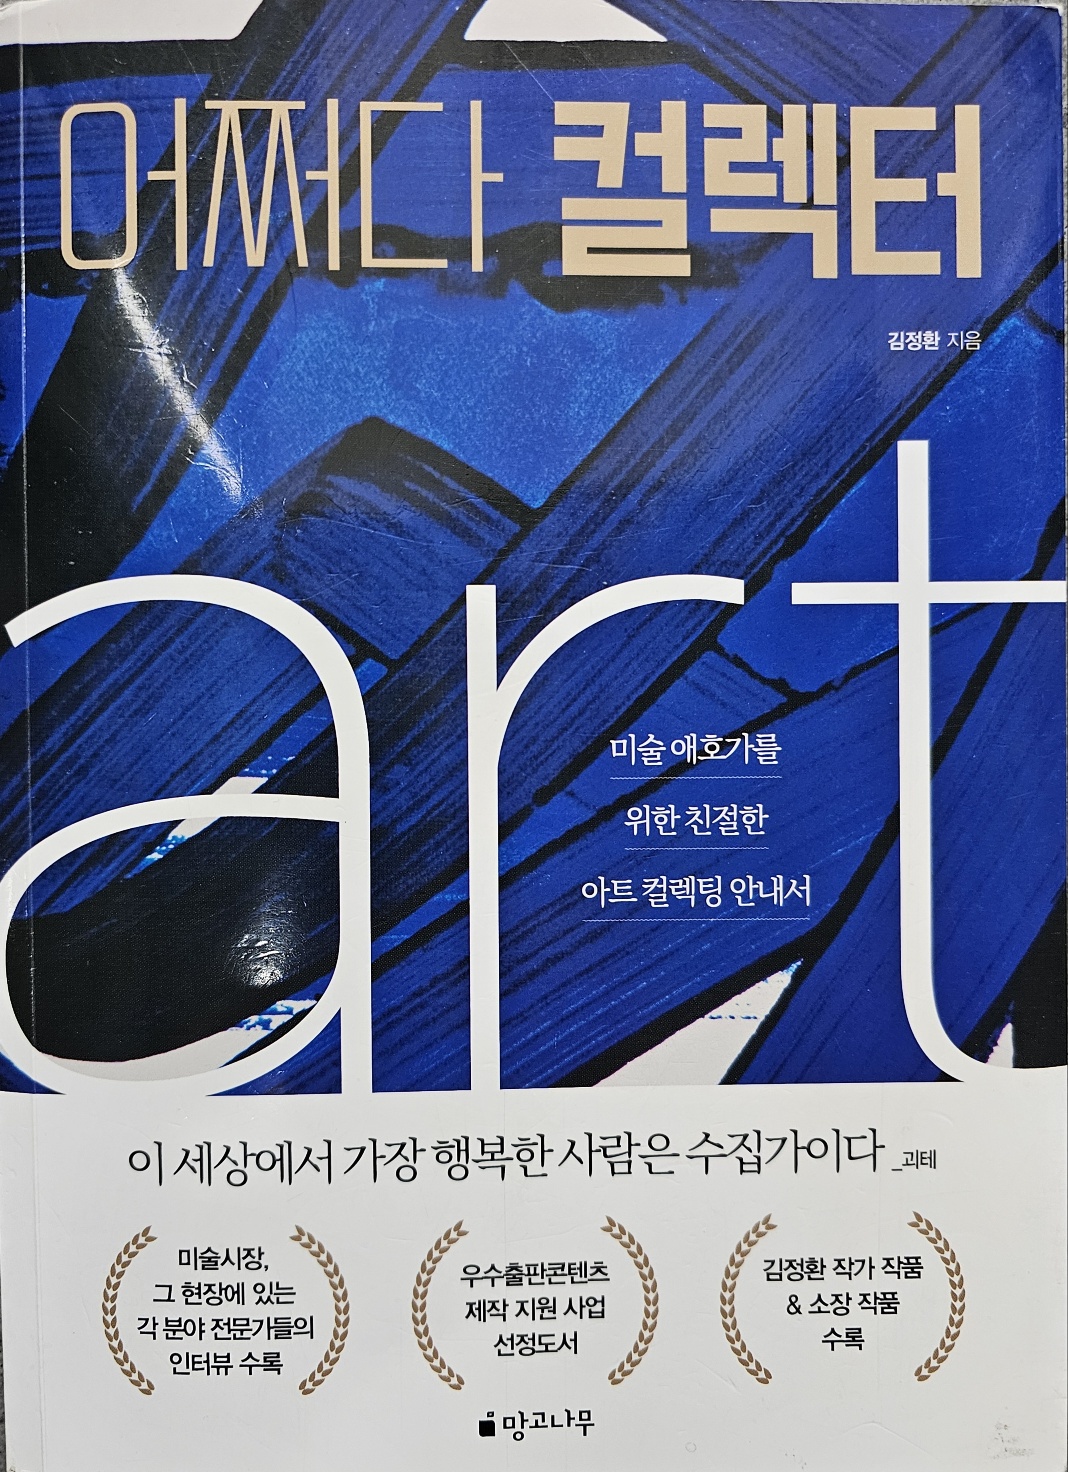 어쩌다 컬렉터
김정환 지음
art
미술 애호가를
위한 친절한
아트 컬렉팅 안내서
이 세상에서 가장 행복한 사람은 수집가이다 _괴테
미술시장,
그 현장에 있는
각 분야 전문가들의
인터뷰 수록
우수출판콘텐츠
제작 지원 사업
선정도서
김정환 작가 작품
& 소장 작품
수록
망고나무